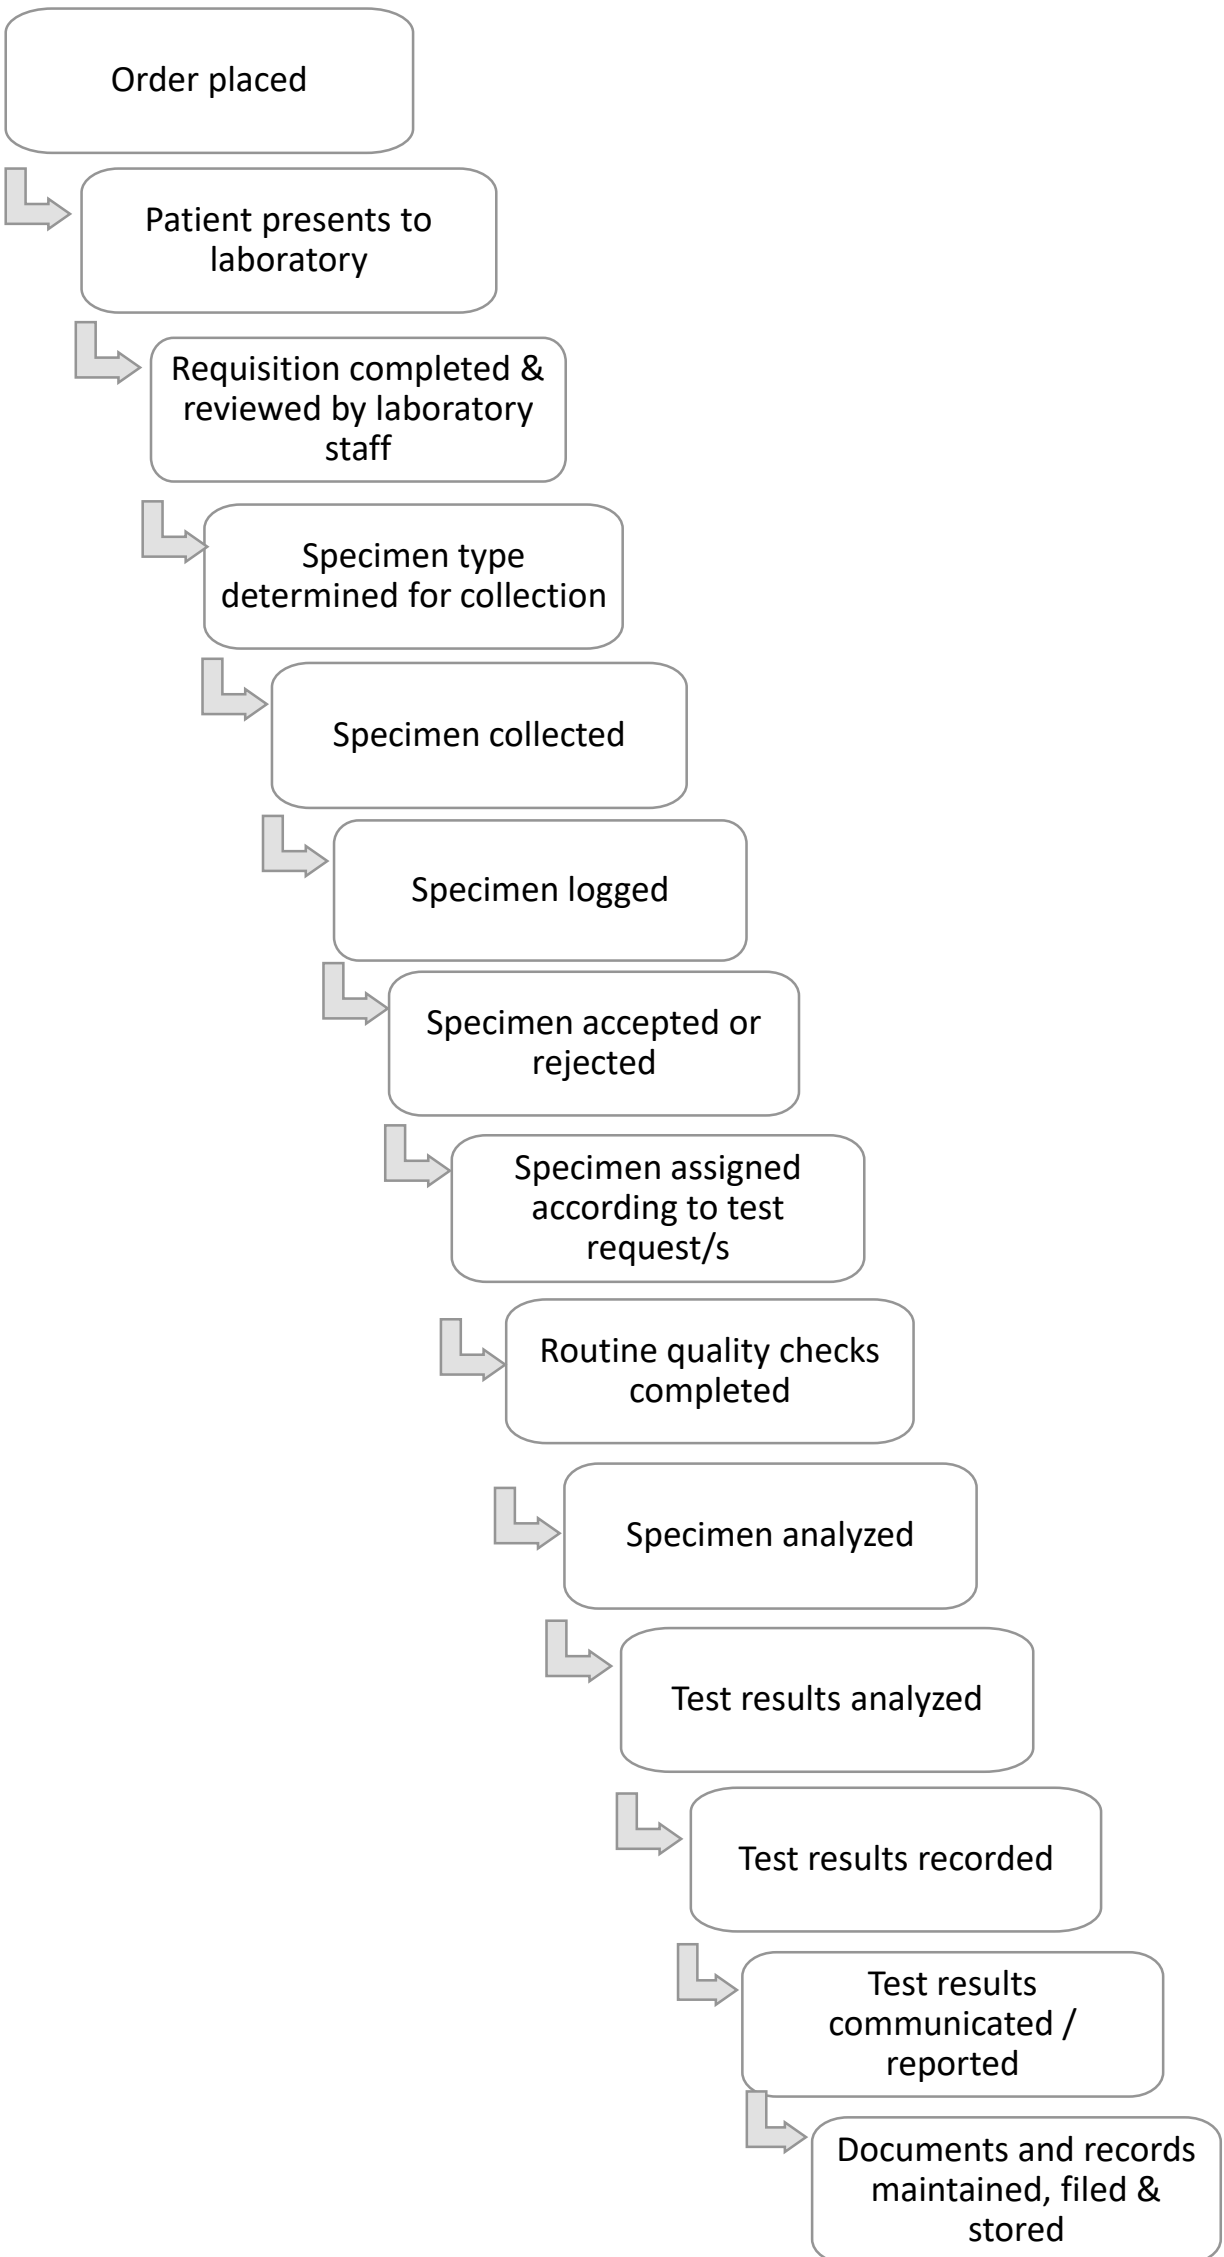 Order placed
Patient presents to
laboratory
Requisition completed &
reviewed by laboratory
staff
Specimen type
determined for collection
Specimen collected
Specimen logged
Specimen accepted or
rejected
Specimen assigned
according to test
request/s
Routine quality checks
completed
Specimen analyzed
Test results analyzed
Test results recorded
Test results
communicated /
reported
Documents and records
maintained, filed &
stored